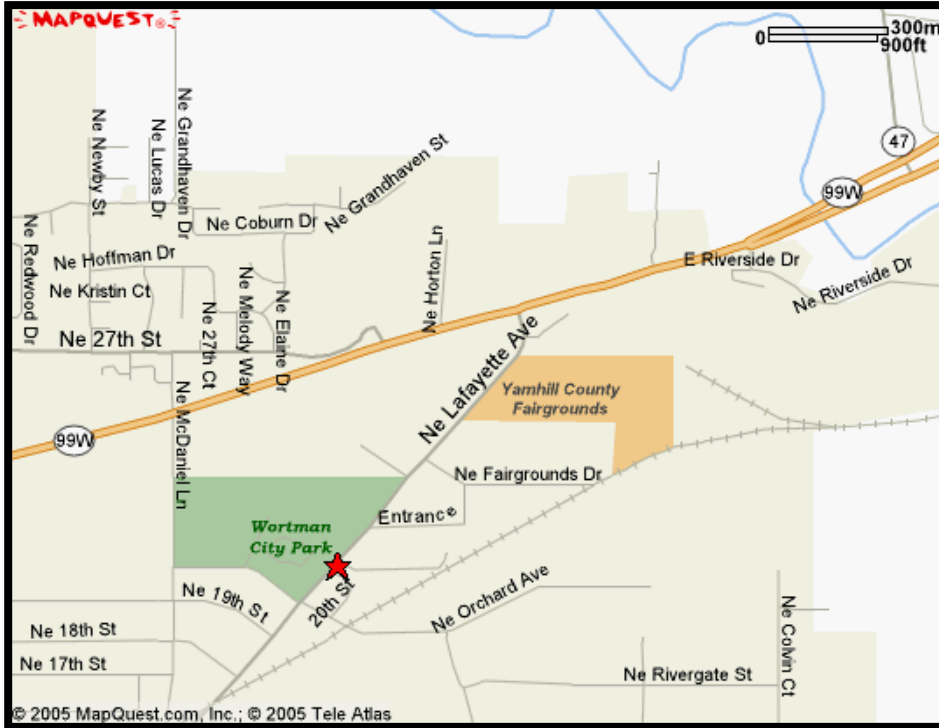 MAPQUEST®
0 300m
900ft
47
99W
Ne Newby St
Ne Lucas Dr
Ne Grandhaven Dr
Ne Coburn Dr
Ne Grandhaven St
Ne Redwood Dr
Ne Hoffman Dr
Ne Kristin Ct
Ne 27th St
Ne 27th Ct
Ne Melody Way
Ne Elaine Dr
Ne Horton Ln
E Riverside Dr
Ne Riverside Dr
Ne Lafayette Ave
Yamhill County
Fairgrounds
99W
Ne McDaniel Ln
Ne Fairgrounds Dr
Entrance
Wortman
City Park
20th St
Ne 19th St
Ne Orchard Ave
Ne 18th St
Ne 17th St
Ne Rivergate St
Ne Colvin Ct
© 2005 MapQuest.com, Inc.; © 2005 Tele Atlas